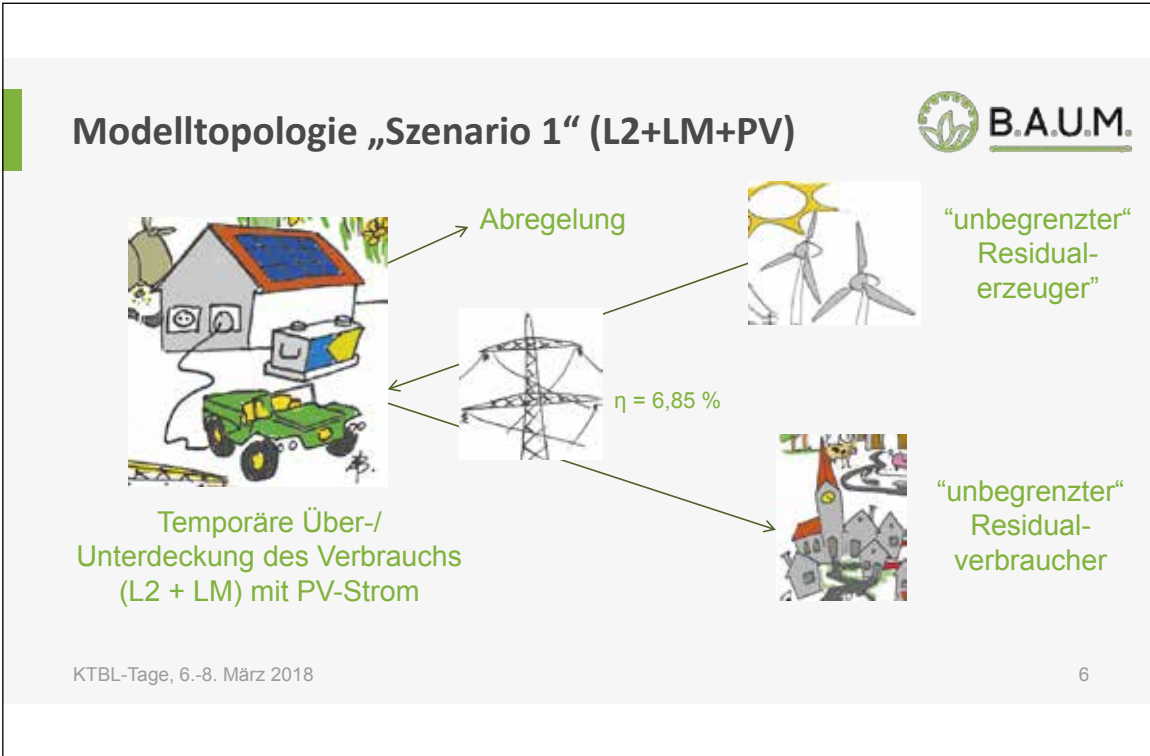 Modelltopologie „Szenario 1“ (L2+LM+PV)
B.A.U.M.
Abregelung
“unbegrenzter“
Residual-
erzeuger”
η = 6,85 %
Temporäre Über-/
Unterdeckung des Verbrauchs
(L2 + LM) mit PV-Strom
“unbegrenzter“
Residual-
verbraucher
KTBL-Tage, 6.-8. März 2018
6